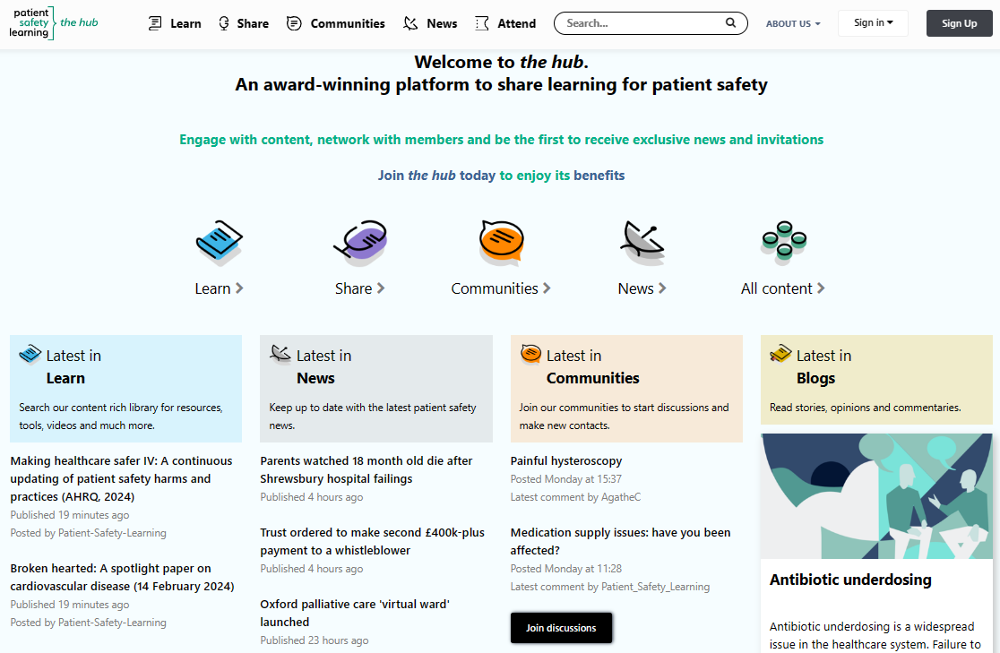 patient
safety
learning
the hub
Learn
Share
Communities
News
Attend
Search...
ABOUT US
Sign in
Sign Up
Welcome to the hub.
An award-winning platform to share learning for patient safety
Engage with content, network with members and be the first to receive exclusive news and invitations
Join the hub today to enjoy its benefits
Learn
Share
Communities
News
All content
Latest in
Learn
Search our content rich library for resources,
tools, videos and much more.
Making healthcare safer IV: A continuous
updating of patient safety harms and
practices (AHRQ, 2024)
Published 19 minutes ago
Posted by Patient-Safety-Learning
Broken hearted: A spotlight paper on
cardiovascular disease (14 February 2024)
Published 19 minutes ago
Posted by Patient-Safety-Learning
Latest in
News
Keep up to date with the latest patient safety
news.
Parents watched 18 month old die after
Shrewsbury hospital failings
Published 4 hours ago
Trust ordered to make second £400k-plus
payment to a whistleblower
Published 4 hours ago
Oxford palliative care 'virtual ward'
launched
Published 23 hours ago
Latest in
Communities
Join our communities to start discussions and
make new contacts.
Painful hysteroscopy
Posted Monday at 15:37
Latest comment by AgatheC
Medication supply issues: have you been
affected?
Posted Monday at 11:28
Latest comment by Patient_Safety_Learning
Join discussions
Latest in
Blogs
Read stories, opinions and commentaries.
Antibiotic underdosing
Antibiotic underdosing is a widespread
issue in the healthcare system. Failure to